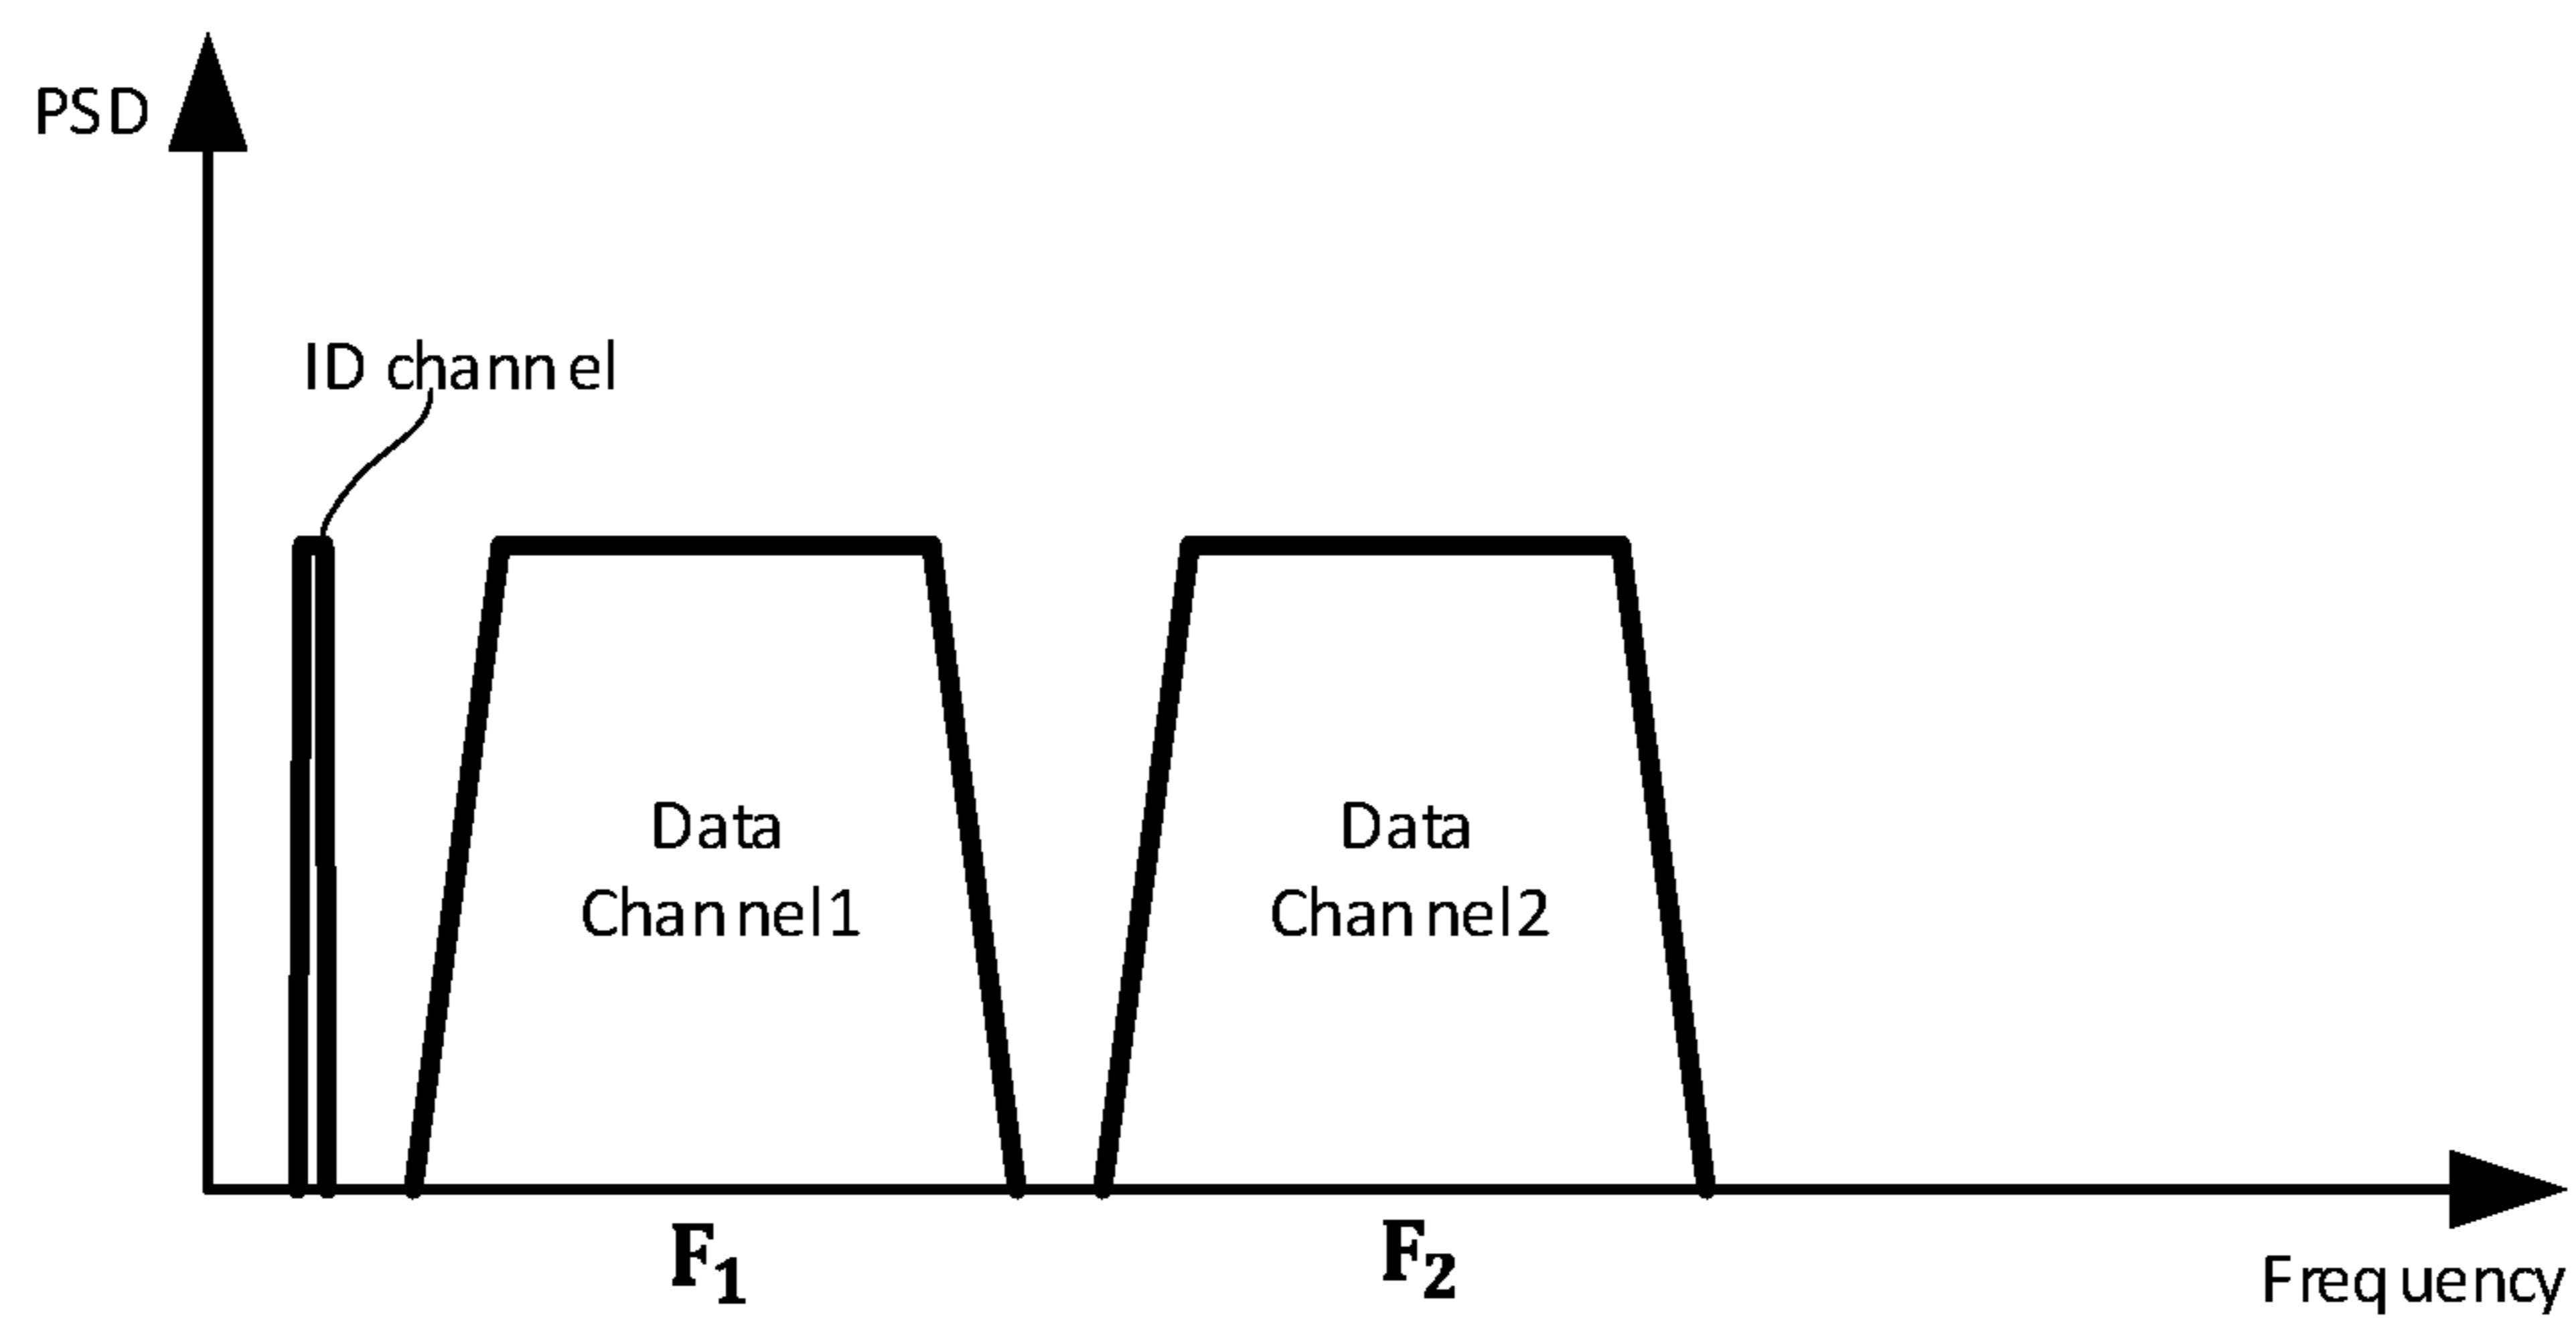 PSD
ID channel
Data
Channel1
Data
Channel2
F₁
F₂
Frequency